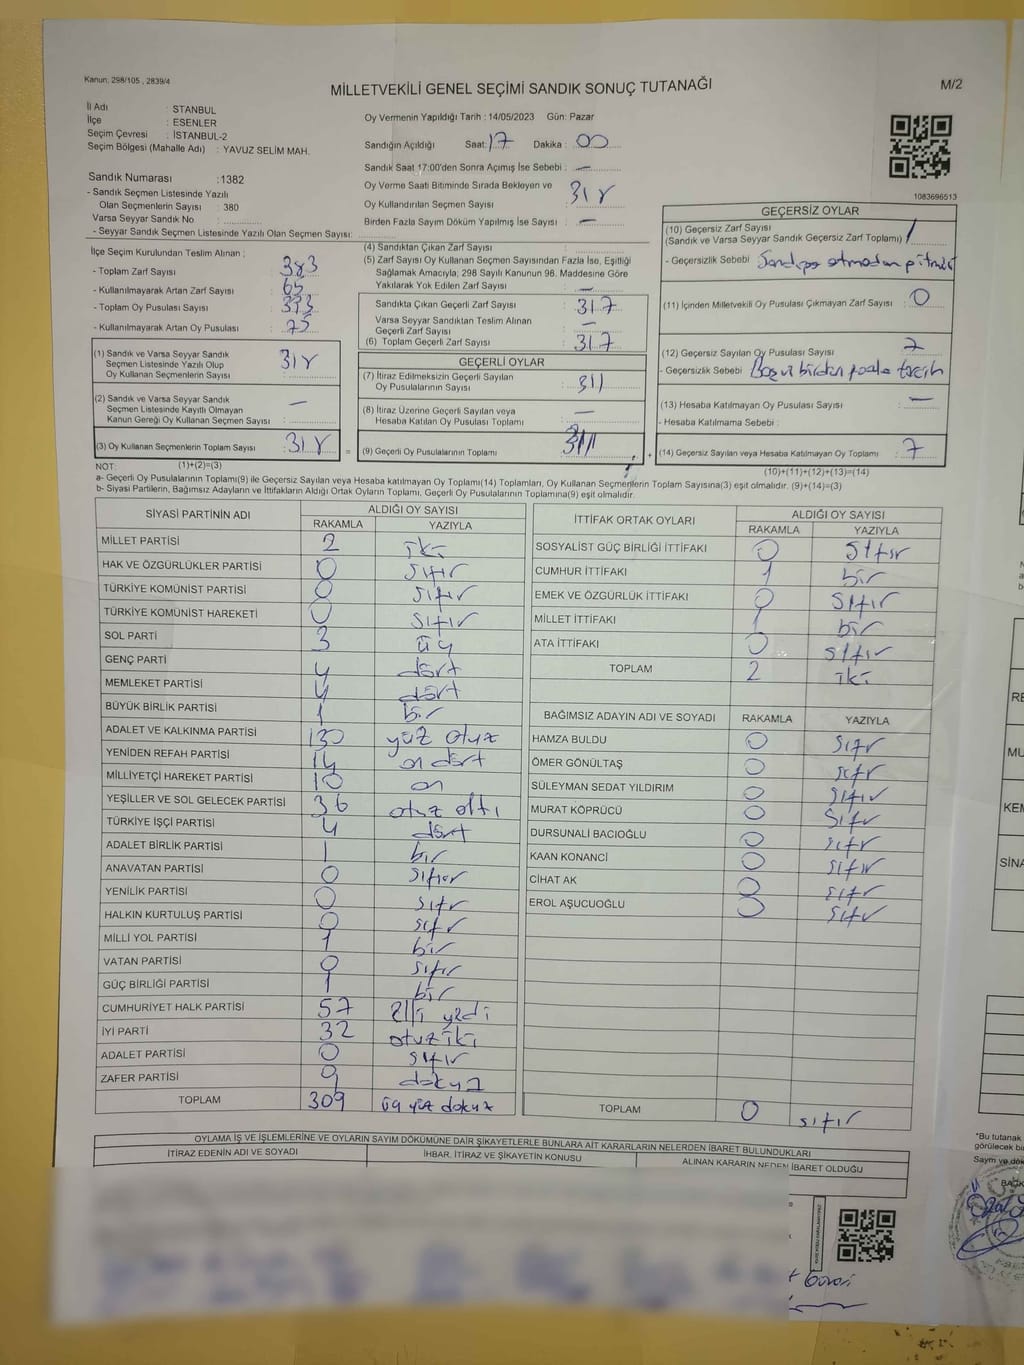 Kanun: 298/105 , 2839/4
MİLLETVEKİLİ GENEL SEÇİMİ SANDIK SONUÇ TUTANAĞI
M/2
İl Adı : STANBUL
İlçe : ESENLER
Seçim Çevresi : İSTANBUL-2
Seçim Bölgesi (Mahalle Adı) : YAVUZ SELİM MAH.
Sandık Numarası :1382
- Sandık Seçmen Listesinde Yazılı
Olan Seçmenlerin Sayısı : 380
Varsa Seyyar Sandık No :
- Seyyar Sandık Seçmen Listesinde Yazılı Olan Seçmen Sayısı:
Oy Vermenin Yapıldığı Tarih : 14/05/2023 Gün: Pazar
Sandığın Açıldığı Saat: 17 Dakika : 00
Sandık Saat 17:00'den Sonra Açımış İse Sebebi : —
Oy Verme Saati Bitiminde Sırada Bekleyen ve
Oy Kullandırılan Seçmen Sayısı
Birden Fazla Sayım Döküm Yapılmış İse Sayısı : —
1083696513
İlçe Seçim Kurulundan Teslim Alınan ;
- Toplam Zarf Sayısı : 383
- Kullanılmayarak Artan Zarf Sayısı : 65
- Toplam Oy Pusulası Sayısı :
- Kullanılmayarak Artan Oy Pusulası : 75
(1) Sandık ve Varsa Seyyar Sandık
Seçmen Listesinde Yazılı Olup
Oy Kullanan Seçmenlerin Sayısı
(2) Sandık ve Varsa Seyyar Sandık
Seçmen Listesinde Kayıtlı Olmayan
Kanun Gereği Oy Kullanan Seçmen Sayısı : —
(3) Oy Kullanan Seçmenlerin Toplam Sayısı :
(4) Sandıktan Çıkan Zarf Sayısı :
(5) Zarf Sayısı Oy Kullanan Seçmen Sayısından Fazla İse, Eşitliği
Sağlamak Amacıyla; 298 Sayılı Kanunun 98. Maddesine Göre
Yakılarak Yok Edilen Zarf Sayısı : —
Sandıkta Çıkan Geçerli Zarf Sayısı : 317
Varsa Seyyar Sandıktan Teslim Alınan
Geçerli Zarf Sayısı : —
(6) Toplam Geçerli Zarf Sayısı : 317
GEÇERLİ OYLAR
(7) İtiraz Edilmeksizin Geçerli Sayılan
Oy Pusulalarının Sayısı : 311
(8) İtiraz Üzerine Geçerli Sayılan veya
Hesaba Katılan Oy Pusulaları Toplamı : —
(9) Geçerli Oy Pusulalarının Toplamı 311
GEÇERSİZ OYLAR
(10) Geçersiz Zarf Sayısı
(Sandık ve Varsa Seyyar Sandık Geçersiz Zarf Toplamı) : 1
- Geçersizlik Sebebi :
(11) İçinden Milletvekili Oy Pusulası Çıkmayan Zarf Sayısı : 0
(12) Geçersiz Sayılan Oy Pusulası Sayısı : 7
- Geçersizlik Sebebi Boş ve birden fazla tercih
(13) Hesaba Katılmayan Oy Pusulası Sayısı : —
- Hesaba Katılmama Sebebi :
(14) Geçersiz Sayılan veya Hesaba Katılmayan Oy Toplamı : 7
NOT: (1)+(2)=(3)
(10)+(11)+(12)+(13)=(14)
a- Geçerli Oy Pusulalarının Toplamı(9) ile Geçersiz Sayılan veya Hesaba Katılmayan Oy Toplamı(14) Toplamları, Oy Kullanan Seçmenlerin Toplam Sayısına(3) eşit olmalıdır. (9)+(14)=(3)
b- Siyasi Partilerin, Bağımsız Adayların ve İttifakların Aldığı Ortak Oyların Toplamı, Geçerli Oy Pusulalarının Toplamına(9) eşit olmalıdır.
SİYASİ PARTİNİN ADI ALDIĞI OY SAYISI
RAKAMLA YAZIYLA
MİLLET PARTİSİ 2 iki
HAK VE ÖZGÜRLÜKLER PARTİSİ 0 sıfır
TÜRKİYE KOMÜNİST PARTİSİ 0 sıfır
TÜRKİYE KOMÜNİST HAREKETİ 0 sıfır
SOL PARTİ 3 üç
GENÇ PARTİ 4 dört
MEMLEKET PARTİSİ 4 dört
BÜYÜK BİRLİK PARTİSİ 1 bir
ADALET VE KALKINMA PARTİSİ 130 yüz otuz
YENİDEN REFAH PARTİSİ 14 on dört
MİLLİYETÇİ HAREKET PARTİSİ 10 on
YEŞİLLER VE SOL GELECEK PARTİSİ 36 otuz altı
TÜRKİYE İŞÇİ PARTİSİ 4 dört
ADALET BİRLİK PARTİSİ 1 bir
ANAVATAN PARTİSİ 0 sıfır
YENİLİK PARTİSİ 0 sıfır
HALKIN KURTULUŞ PARTİSİ 0 sıfır
MİLLİ YOL PARTİSİ 1 bir
VATAN PARTİSİ 0 sıfır
GÜÇ BİRLİĞİ PARTİSİ 1 bir
CUMHURİYET HALK PARTİSİ 57 elli yedi
İYİ PARTİ 32 otuz iki
ADALET PARTİSİ 0 sıfır
ZAFER PARTİSİ 9 dokuz
TOPLAM 309 üç yüz dokuz
İTTİFAK ORTAK OYLARI ALDIĞI OY SAYISI
RAKAMLA YAZIYLA
SOSYALİST GÜÇ BİRLİĞİ İTTİFAKI 0 sıfır
CUMHUR İTTİFAKI 1 bir
EMEK VE ÖZGÜRLÜK İTTİFAKI 0 sıfır
MİLLET İTTİFAKI 1 bir
ATA İTTİFAKI 0 sıfır
TOPLAM 2 iki
BAĞIMSIZ ADAYIN ADI VE SOYADI RAKAMLA YAZIYLA
HAMZA BULDU 0 sıfır
ÖMER GÖNÜLTAŞ 0 sıfır
SÜLEYMAN SEDAT YILDIRIM 0 sıfır
MURAT KÖPRÜCÜ 0 sıfır
DURSUNALİ BACIOĞLU 0 sıfır
KAAN KONANCİ 0 sıfır
CİHAT AK 0 sıfır
EROL AŞUCUOĞLU 0 sıfır
TOPLAM 0 sıfır
OYLAMA İŞ VE İŞLEMLERİNE VE OYLARIN SAYIM DÖKÜMÜNE DAİR ŞİKAYETLERLE BUNLARA AİT KARARLARIN NELERDEN İBARET BULUNDUKLARI
İTİRAZ EDENİN ADI VE SOYADI İHBAR, İTİRAZ VE ŞİKAYETİN KONUSU ALINAN KARARIN NEDEN İBARET OLDUĞU
"Bu tutanak
görülecek bi
Sayım ve dök